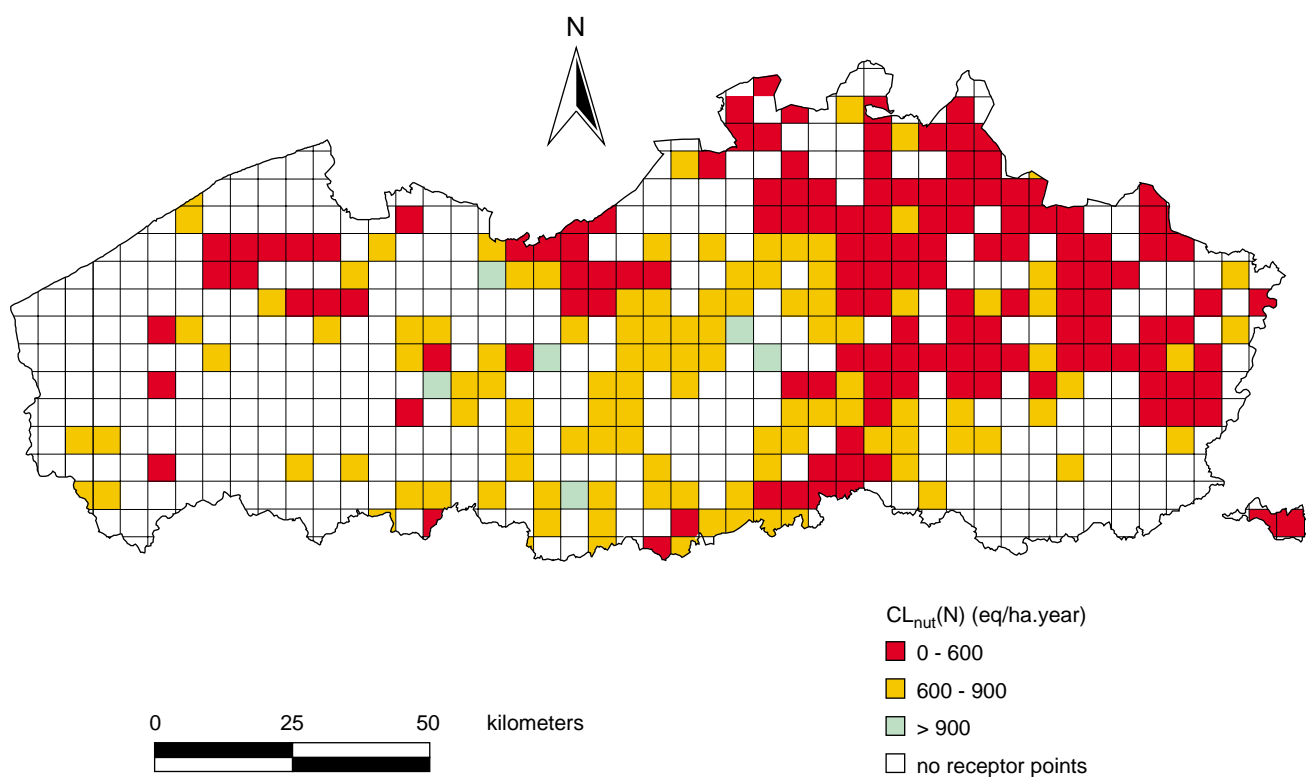 N
CLnut(N) (eq/ha.year)
0 - 600
600 - 900
> 900
no receptor points
0 25 50 kilometers